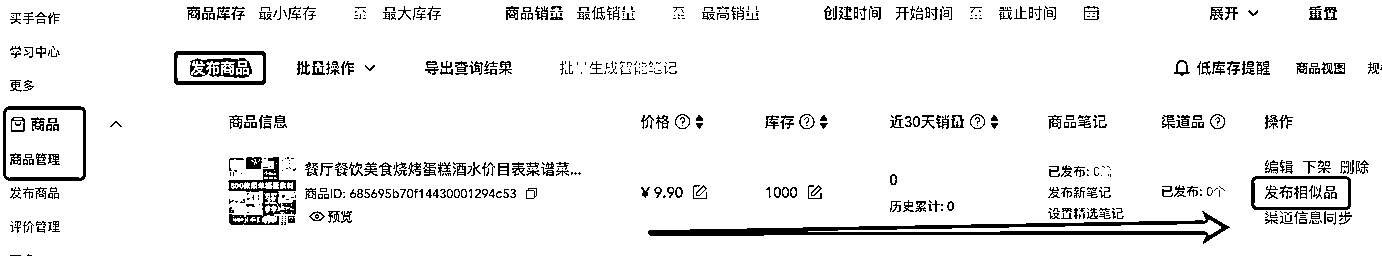 买手合作
学习中心
更多
商品
商品管理
发布商品
评价管理
商品库存 最小库存 至 最大库存 商品销量 最低销量 至 最高销量 创建时间 开始时间 至 截止时间 展开 重置
发布商品 批量操作 导出查询结果 批量生成智能笔记 低库存提醒 商品视图
商品信息 价格 库存 近30天销量 商品笔记 渠道品 操作
餐厅餐饮美食烧烤蛋糕酒水价目表菜谱菜...
商品ID: 685695b70f14430001294c53
预览
¥ 9.90
1000
0
历史累计: 0
已发布: 0个
发布新笔记
设置精选笔记
已发布: 0个
编辑 下架 删除
发布相似品
渠道信息同步